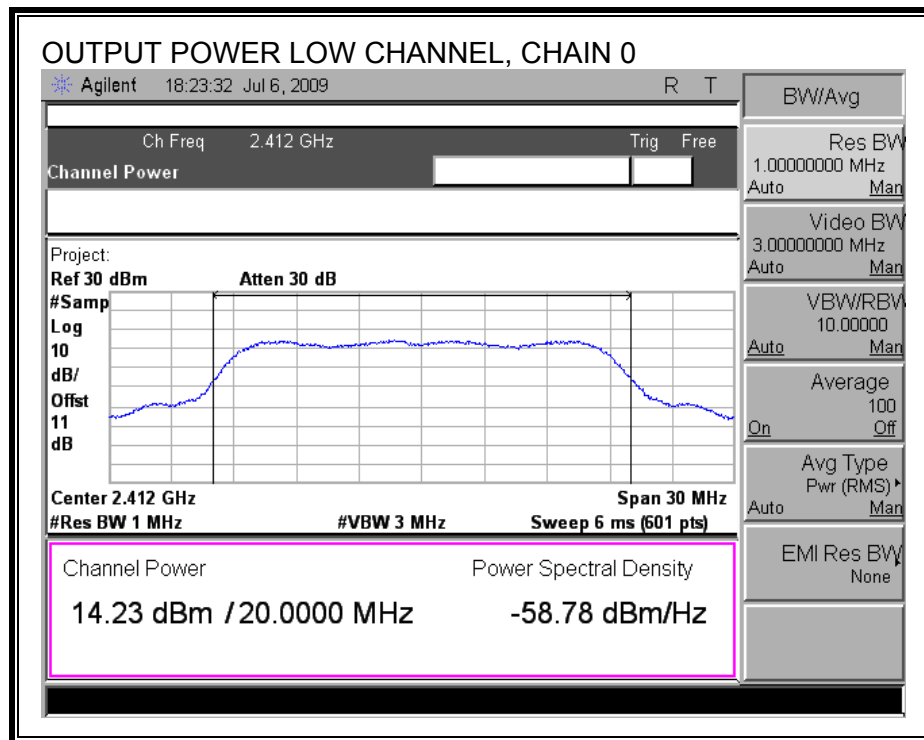 OUTPUT POWER LOW CHANNEL, CHAIN 0
Agilent 18:23:32 Jul 6, 2009 R T
Ch Freq 2.412 GHz Trig Free
Channel Power
Project:
Ref 30 dBm Atten 30 dB
#Samp
Log
10
dB/
Offst
11
dB
Center 2.412 GHz Span 30 MHz
#Res BW 1 MHz #VBW 3 MHz Sweep 6 ms (601 pts)
Channel Power Power Spectral Density
14.23 dBm / 20.0000 MHz -58.78 dBm/Hz
BW/Avg
Res BW
1.00000000 MHz
Auto Man
Video BW
3.00000000 MHz
Auto Man
VBW/RBW
10.00000
Auto Man
Average
100
On Off
Avg Type
Pwr (RMS)
Auto Man
EMI Res BW
None